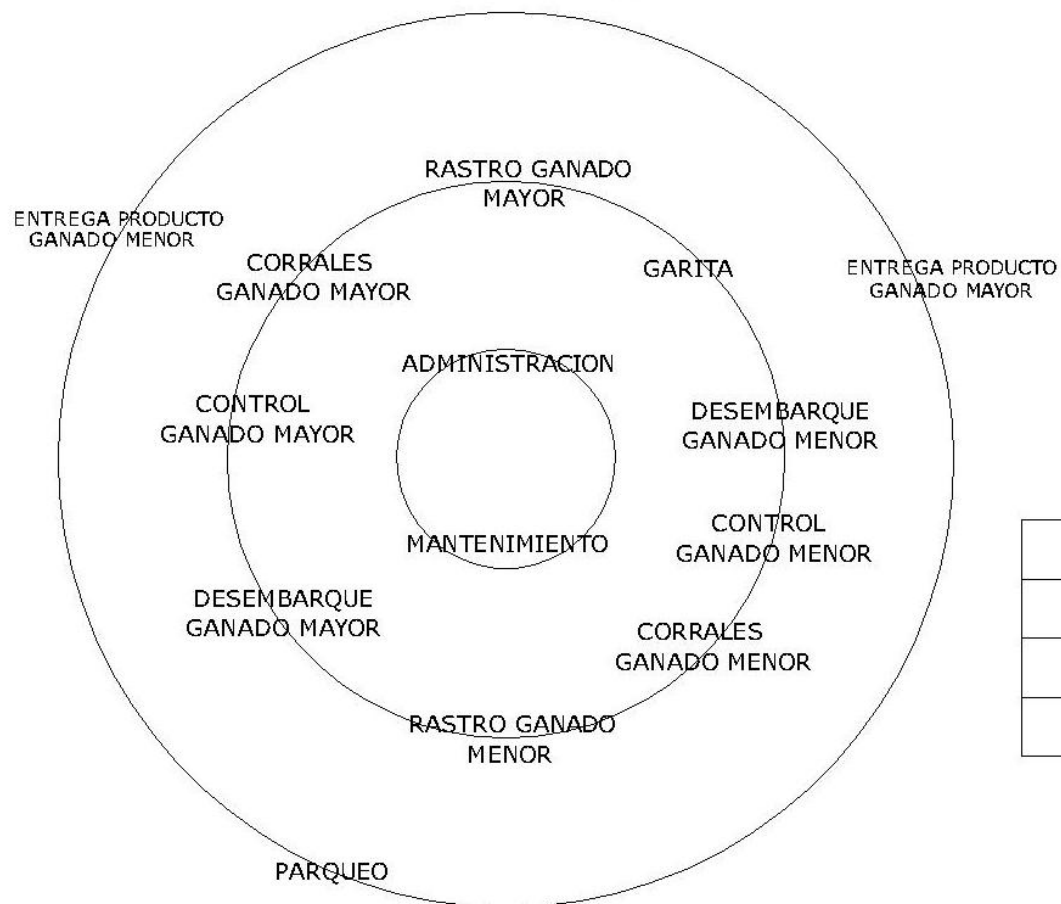 RASTRO GANADO
MAYOR
ENTREGA PRODUCTO
GANADO MENOR
CORRALES
GANADO MAYOR
GARITA
ENTREGA PRODUCTO
GANADO MAYOR
ADMINISTRACION
CONTROL
GANADO MAYOR
DESEMBARQUE
GANADO MENOR
CONTROL
GANADO MENOR
MANTENIMIENTO
DESEMBARQUE
GANADO MAYOR
CORRALES
GANADO MENOR
RASTRO GANADO
MENOR
PARQUEO